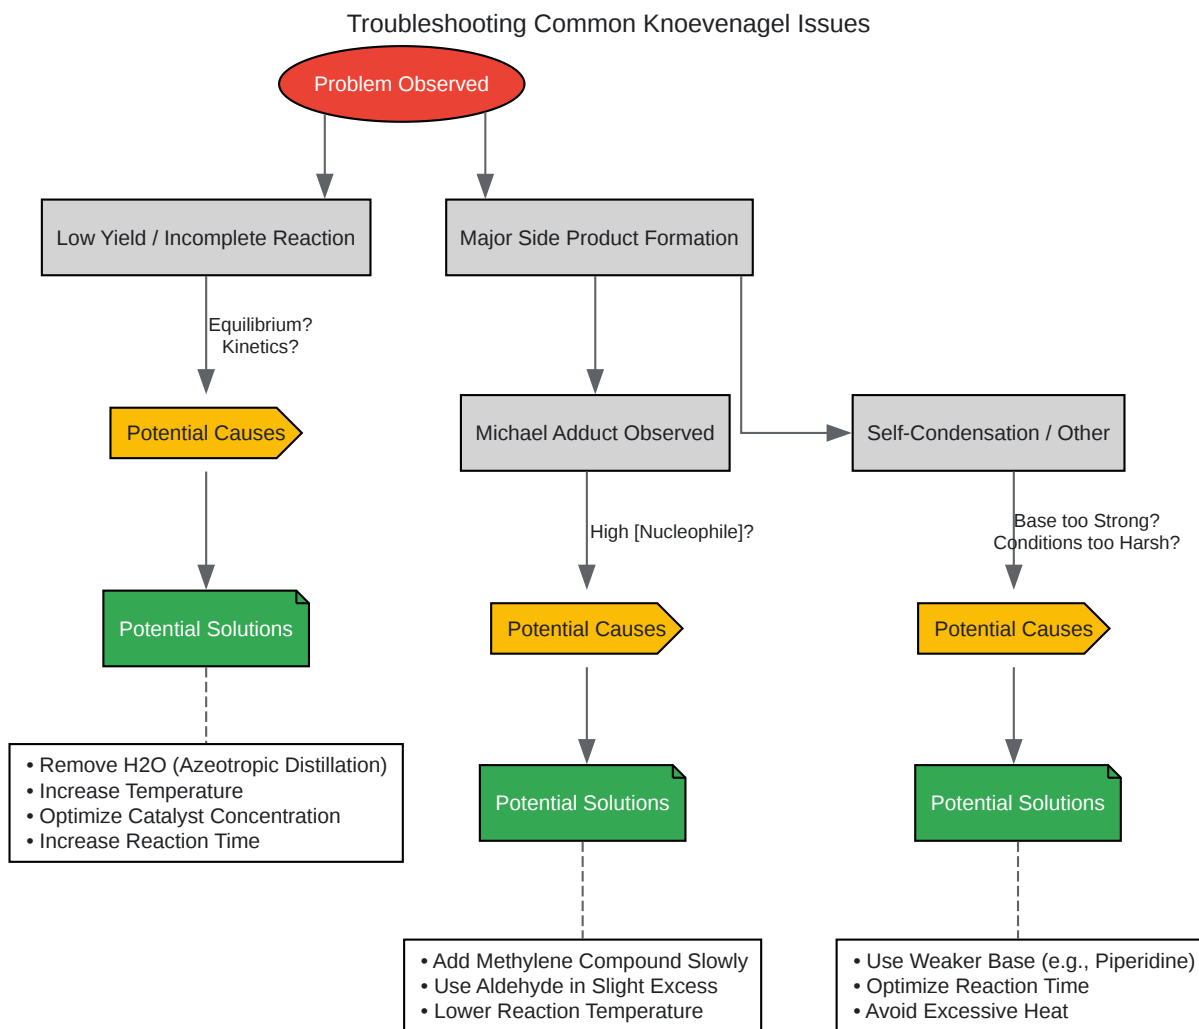 Troubleshooting Common Knoevenagel Issues
Problem Observed
Low Yield / Incomplete Reaction
Major Side Product Formation
Equilibrium?
Kinetics?
Michael Adduct Observed
Self-Condensation / Other
Potential Causes
High [Nucleophile]?
Base too Strong?
Conditions too Harsh?
Potential Solutions
Potential Causes
Potential Causes
• Remove H2O (Azeotropic Distillation)
• Increase Temperature
• Optimize Catalyst Concentration
• Increase Reaction Time
Potential Solutions
Potential Solutions
• Add Methylene Compound Slowly
• Use Aldehyde in Slight Excess
• Lower Reaction Temperature
• Use Weaker Base (e.g., Piperidine)
• Optimize Reaction Time
• Avoid Excessive Heat